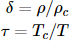 δ = ρ/ρc
τ = Tc/T